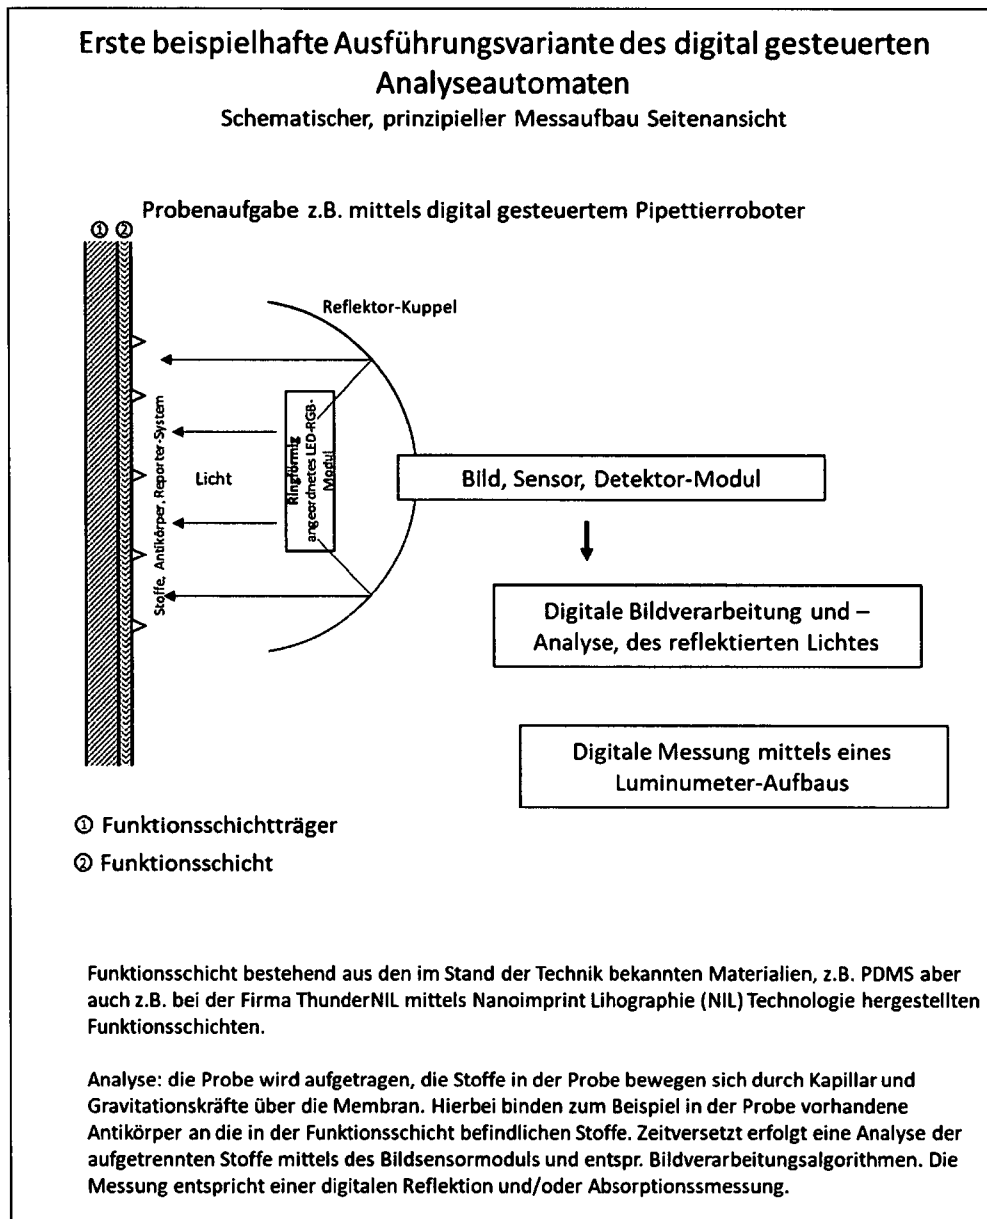 Erste beispielhafte Ausführungsvariante des digital gesteuerten
Analyseautomaten
Schematischer, prinzipieller Messaufbau Seitenansicht
Probenaufgabe z.B. mittels digital gesteuertem Pipettierroboter
① ②
Reflektor-Kuppel
Stoffe, Antikörper, Reporter-System
Licht
Ringförmig
angeordnetes LED-RGB-
Modul
Bild, Sensor, Detektor-Modul
Digitale Bildverarbeitung und –
Analyse, des reflektierten Lichtes
Digitale Messung mittels eines
Luminumeter-Aufbaus
① Funktionsschichtträger
② Funktionsschicht
Funktionsschicht bestehend aus den im Stand der Technik bekannten Materialien, z.B. PDMS aber
auch z.B. bei der Firma ThunderNIL mittels Nanoimprint Lihographie (NIL) Technologie hergestellten
Funktionsschichten.
Analyse: die Probe wird aufgetragen, die Stoffe in der Probe bewegen sich durch Kapillar und
Gravitationskräfte über die Membran. Hierbei binden zum Beispiel in der Probe vorhandene
Antikörper an die in der Funktionsschicht befindlichen Stoffe. Zeitversetzt erfolgt eine Analyse der
aufgetrennten Stoffe mittels des Bildsensormoduls und entspr. Bildverarbeitungsalgorithmen. Die
Messung entspricht einer digitalen Reflektion und/oder Absorptionssmessung.